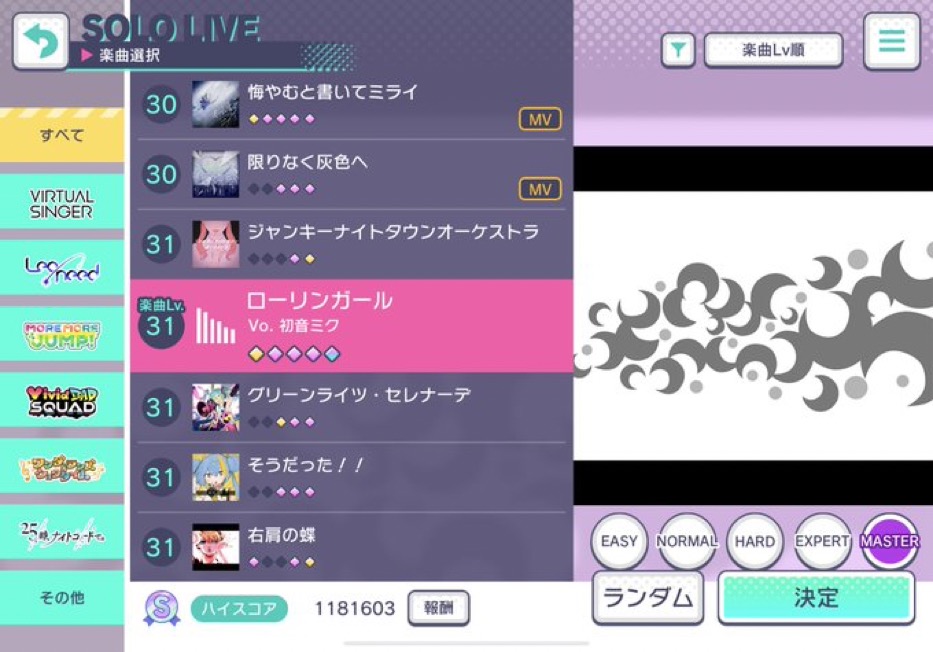 SOLO LIVE
楽曲選択
楽曲Lv順
すべて
VIRTUAL
SINGER
Leo/need
MORE MORE
JUMP!
Vivid BAD
SQUAD
ワンダーランズ
ショウタイム
25時、ナイトコードで。
その他
30
悔やむと書いてミライ
MV
30
限りなく灰色へ
MV
31
ジャンキーナイトタウンオーケストラ
楽曲Lv.
31
ローリンガール
Vo. 初音ミク
31
グリーンライツ・セレナーデ
31
そうだった！！
31
右肩の蝶
EASY
NORMAL
HARD
EXPERT
MASTER
S
ハイスコア
1181603
報酬
ランダム
決定